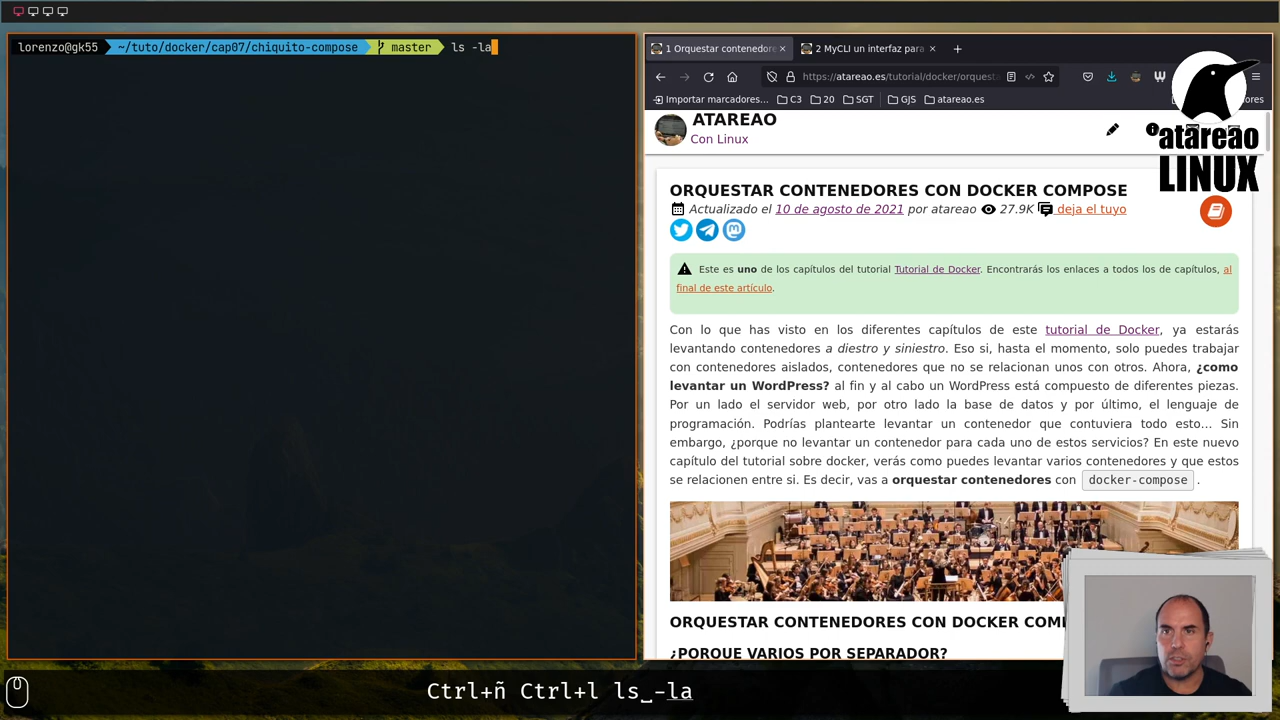 lorenzo@gk55 ~/tuto/docker/cap07/chiquito-compose master ls -la
1 Orquestar contenedore
2 MyCLI un interfaz para
https://atareao.es/tutorial/docker/orquesta
Importar marcadores... C3 20 SGT GJS atareao.es
ATAREAO
Con Linux
atareao
LINUX
ORQUESTAR CONTENEDORES CON DOCKER COMPOSE
Actualizado el 10 de agosto de 2021 por atareao 27.9K deja el tuyo
Este es uno de los capítulos del tutorial Tutorial de Docker. Encontrarás los enlaces a todos los de capítulos, al
final de este artículo.
Con lo que has visto en los diferentes capítulos de este tutorial de Docker, ya estarás
levantando contenedores a diestro y siniestro. Eso si, hasta el momento, solo puedes trabajar
con contenedores aislados, contenedores que no se relacionan unos con otros. Ahora, ¿como
levantar un WordPress? al fin y al cabo un WordPress está compuesto de diferentes piezas.
Por un lado el servidor web, por otro lado la base de datos y por último, el lenguaje de
programación. Podrías plantearte levantar un contenedor que contuviera todo esto… Sin
embargo, ¿porque no levantar un contenedor para cada uno de estos servicios? En este nuevo
capítulo del tutorial sobre docker, verás como puedes levantar varios contenedores y que estos
se relacionen entre si. Es decir, vas a orquestar contenedores con docker-compose .
ORQUESTAR CONTENEDORES CON DOCKER COM
¿PORQUE VARIOS POR SEPARADOR?
Ctrl+ñ Ctrl+l ls␣-la